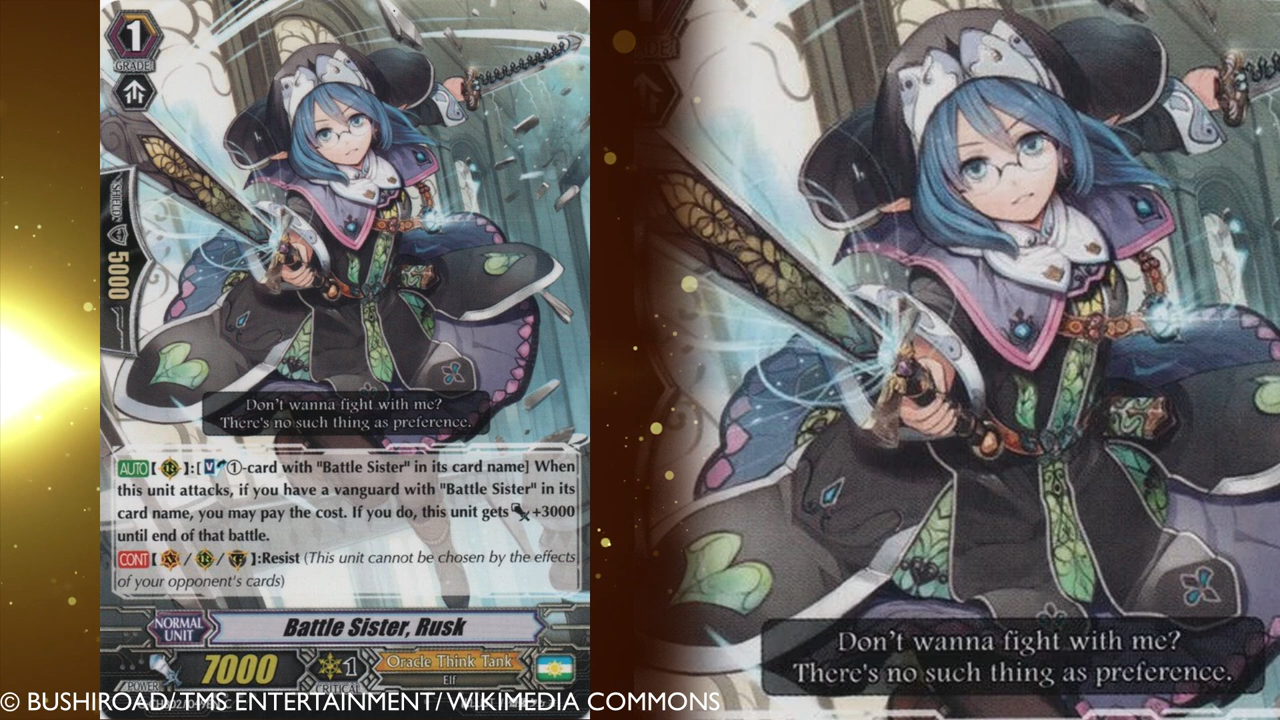 1
GRADE
SHIELD
5000
Don't wanna fight with me?
There's no such thing as preference.
AUTO【 R 】:[ V ①-card with "Battle Sister" in its card name] When
this unit attacks, if you have a vanguard with "Battle Sister" in its
card name, you may pay the cost. If you do, this unit gets +3000
until end of that battle.
CONT【 V / R / G 】:Resist (This unit cannot be chosen by the effects
of your opponent's cards)
NORMAL
UNIT
Battle Sister, Rusk
POWER
7000
1
CRITICAL
Oracle Think Tank
Elf
© BUSHIROAD/ TMS ENTERTAINMENT/ WIKIMEDIA COMMONS
Don't wanna fight with me?
There's no such thing as preference.